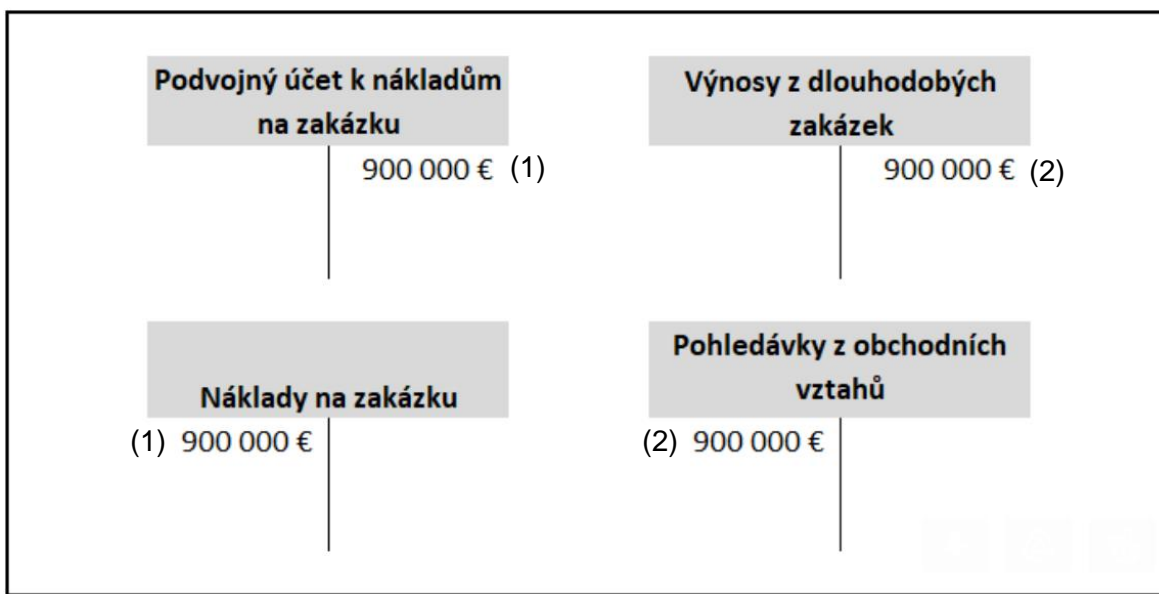 Podvojný účet k nákladům
na zakázku
900 000 € (1)
Výnosy z dlouhodobých
zakázek
900 000 € (2)
Náklady na zakázku
(1) 900 000 €
Pohledávky z obchodních
vztahů
(2) 900 000 €